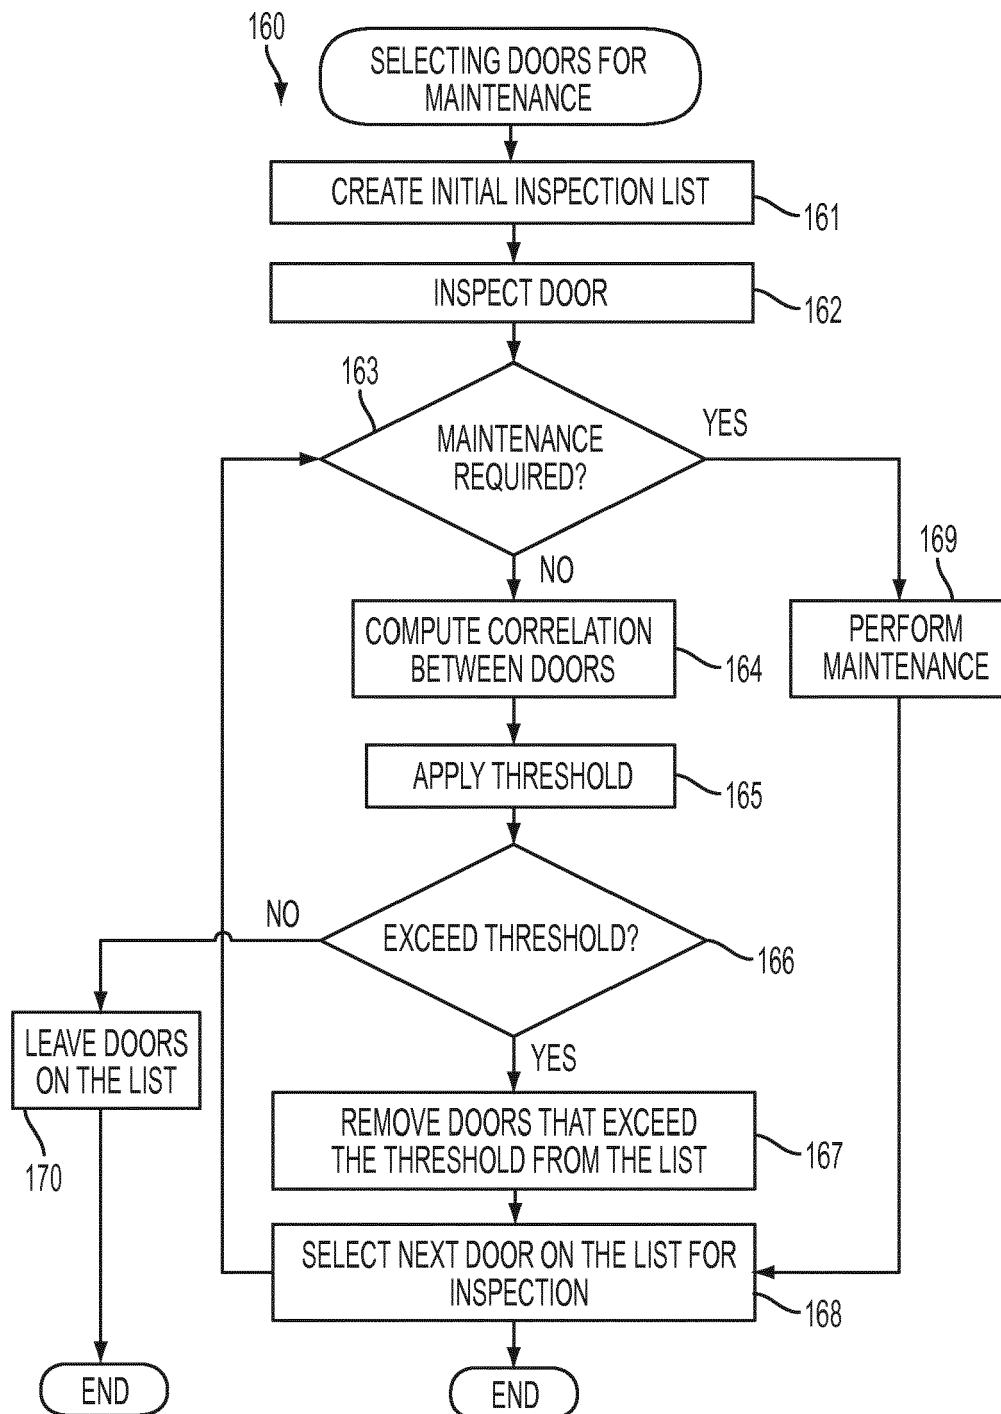 160
SELECTING DOORS FOR
MAINTENANCE
CREATE INITIAL INSPECTION LIST
161
INSPECT DOOR
162
163
MAINTENANCE
REQUIRED?
YES
NO
169
COMPUTE CORRELATION
BETWEEN DOORS
164
PERFORM
MAINTENANCE
APPLY THRESHOLD
165
NO
EXCEED THRESHOLD?
166
YES
LEAVE DOORS
ON THE LIST
170
REMOVE DOORS THAT EXCEED
THE THRESHOLD FROM THE LIST
167
SELECT NEXT DOOR ON THE LIST FOR
INSPECTION
168
END
END